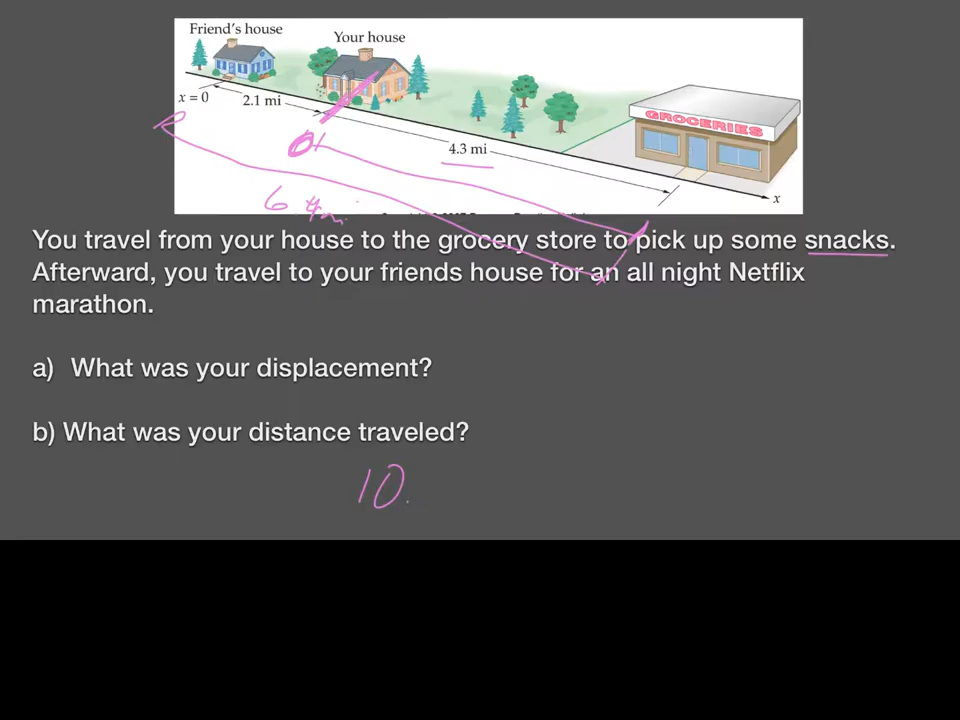 Friend's house
Your house
x = 0
2.1 mi
GROCERIES
4.3 mi
x
6 4mi
You travel from your house to the grocery store to pick up some snacks.
Afterward, you travel to your friends house for an all night Netflix
marathon.
a) What was your displacement?
b) What was your distance traveled?
10.